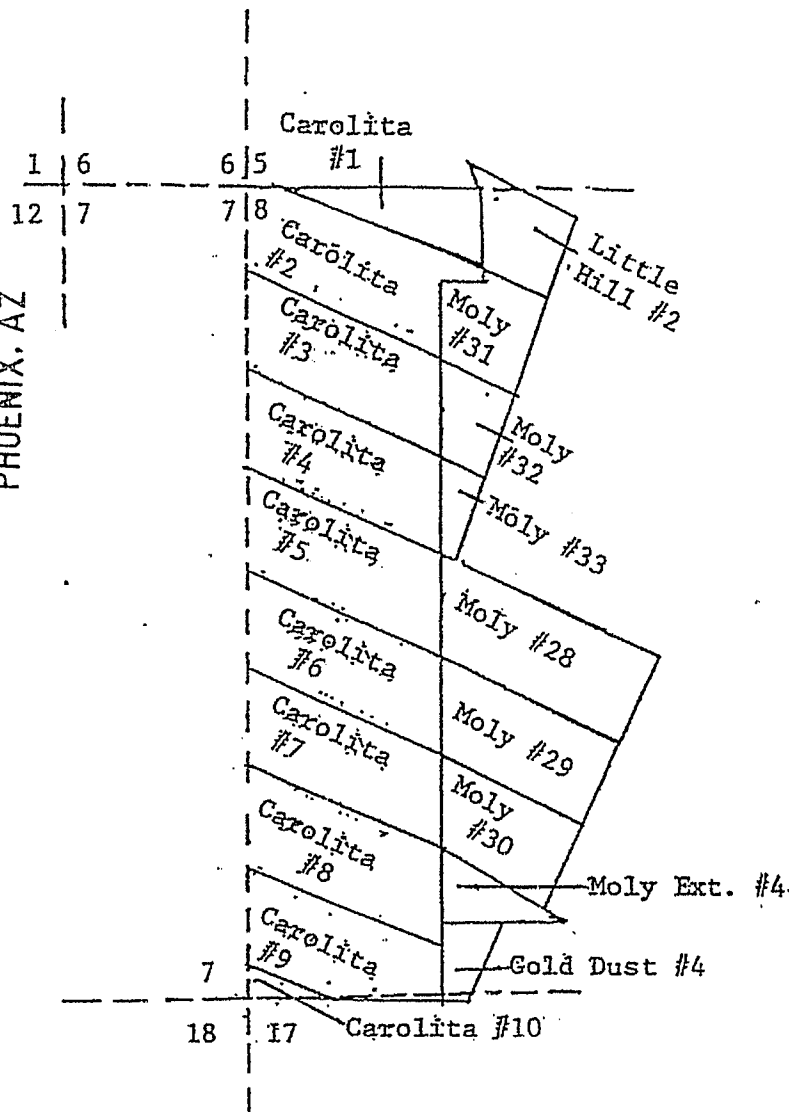 Carolita
#1
1 6
6 5
12 7
7 8
PHOENIX, AZ
Little
Hill #2
Carolita
#2
Moly
#31
Carolita
#3
Moly
#32
Carolita
#4
Moly #33
Carolita
#5
Moly #28
Carolita
#6
Moly #29
Carolita
#7
Moly
#30
Carolita
#8
Moly Ext. #4
Carolita
#9
Gold Dust #4
7
18 17
Carolita #10